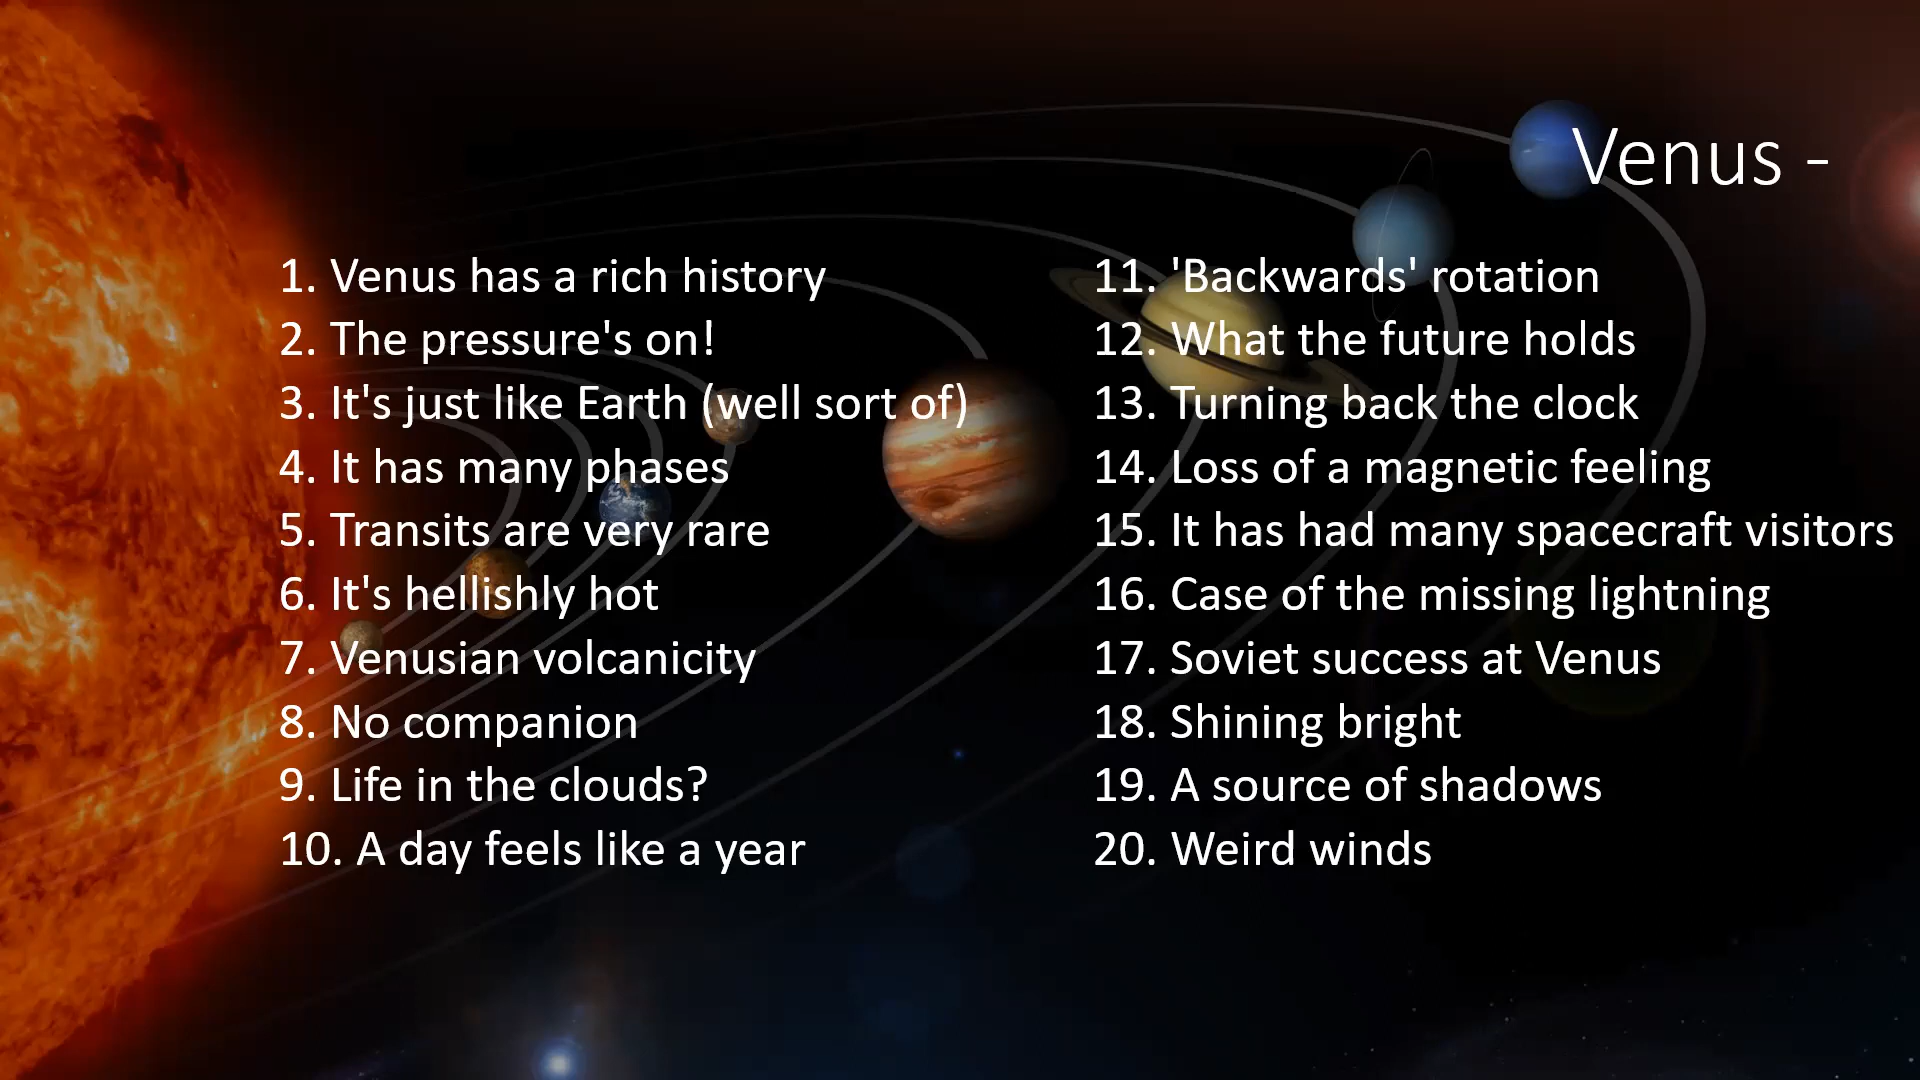 Venus -
1. Venus has a rich history
2. The pressure's on!
3. It's just like Earth (well sort of)
4. It has many phases
5. Transits are very rare
6. It's hellishly hot
7. Venusian volcanicity
8. No companion
9. Life in the clouds?
10. A day feels like a year
11. 'Backwards' rotation
12. What the future holds
13. Turning back the clock
14. Loss of a magnetic feeling
15. It has had many spacecraft visitors
16. Case of the missing lightning
17. Soviet success at Venus
18. Shining bright
19. A source of shadows
20. Weird winds